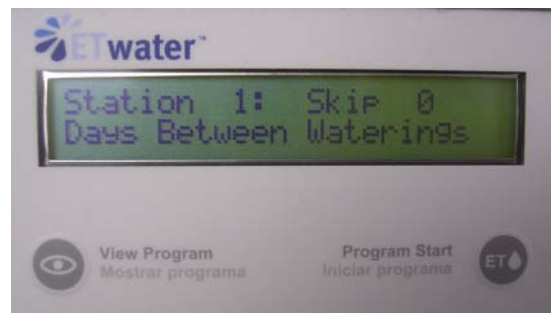 ETwater™
Station 1: Skip 0
Days Between Waterings
View Program
Mostrar programa
Program Start
Iniciar programa
ET